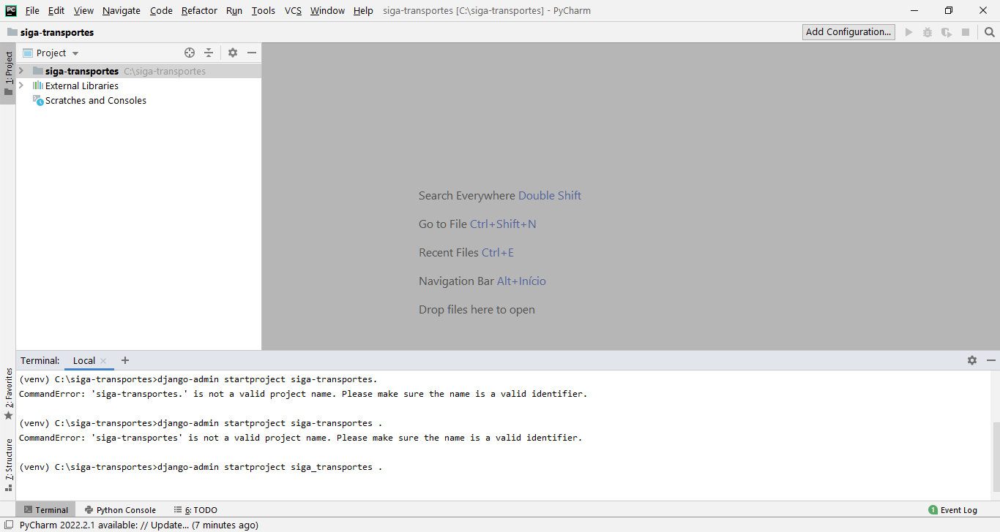 PC File Edit View Navigate Code Refactor Run Tools VCS Window Help siga-transportes [C:\siga-transportes] - PyCharm
siga-transportes Add Configuration...
1: Project
Project
siga-transportes C:\siga-transportes
External Libraries
Scratches and Consoles
Search Everywhere Double Shift
Go to File Ctrl+Shift+N
Recent Files Ctrl+E
Navigation Bar Alt+Início
Drop files here to open
Terminal: Local
2: Favorites
7: Structure
(venv) C:\siga-transportes>django-admin startproject siga-transportes.
CommandError: 'siga-transportes.' is not a valid project name. Please make sure the name is a valid identifier.
(venv) C:\siga-transportes>django-admin startproject siga-transportes .
CommandError: 'siga-transportes' is not a valid project name. Please make sure the name is a valid identifier.
(venv) C:\siga-transportes>django-admin startproject siga_transportes .
Terminal Python Console 6: TODO 1 Event Log
PyCharm 2022.2.1 available: // Update... (7 minutes ago)